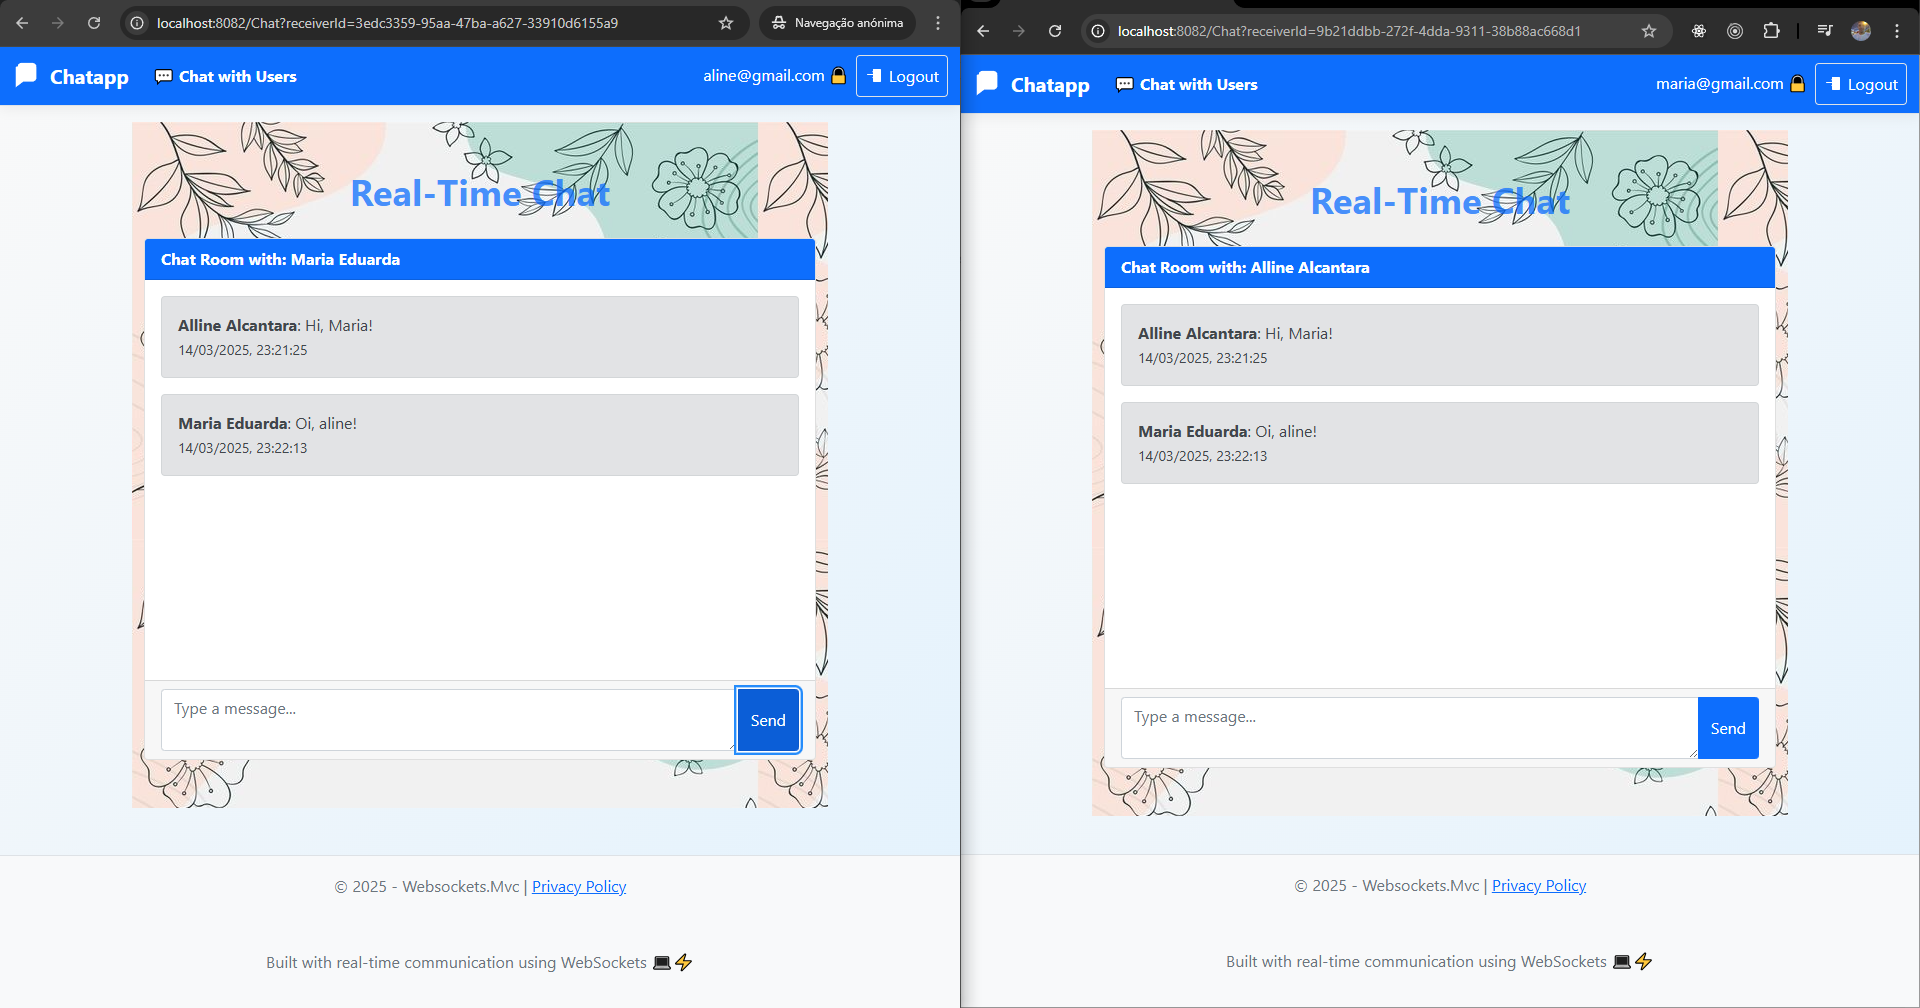 localhost:8082/Chat?receiverId=3edc3359-95aa-47ba-a627-33910d6155a9
Navegação anónima
Chatapp
💬 Chat with Users
aline@gmail.com 🔒
Logout
Real-Time Chat
Chat Room with: Maria Eduarda
Alline Alcantara: Hi, Maria!
14/03/2025, 23:21:25
Maria Eduarda: Oi, aline!
14/03/2025, 23:22:13
Type a message...
Send
© 2025 - Websockets.Mvc | Privacy Policy
Built with real-time communication using WebSockets 💻⚡
localhost:8082/Chat?receiverId=9b21ddbb-272f-4dda-9311-38b88ac668d1
Chatapp
💬 Chat with Users
maria@gmail.com 🔒
Logout
Real-Time Chat
Chat Room with: Alline Alcantara
Alline Alcantara: Hi, Maria!
14/03/2025, 23:21:25
Maria Eduarda: Oi, aline!
14/03/2025, 23:22:13
Type a message...
Send
© 2025 - Websockets.Mvc | Privacy Policy
Built with real-time communication using WebSockets 💻⚡